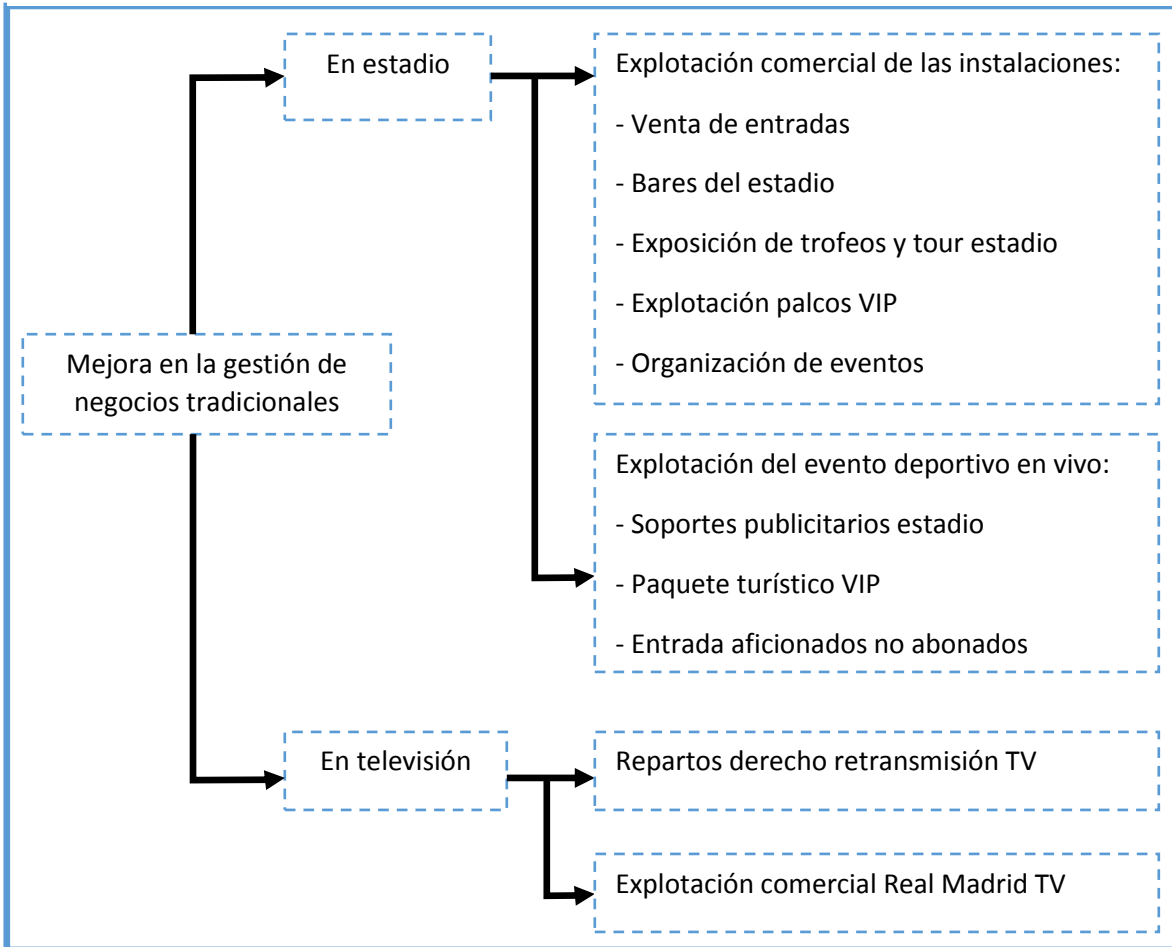 En estadio
Explotación comercial de las instalaciones:
- Venta de entradas
- Bares del estadio
- Exposición de trofeos y tour estadio
- Explotación palcos VIP
- Organización de eventos
Mejora en la gestión de
negocios tradicionales
Explotación del evento deportivo en vivo:
- Soportes publicitarios estadio
- Paquete turístico VIP
- Entrada aficionados no abonados
En televisión
Repartos derecho retransmisión TV
Explotación comercial Real Madrid TV